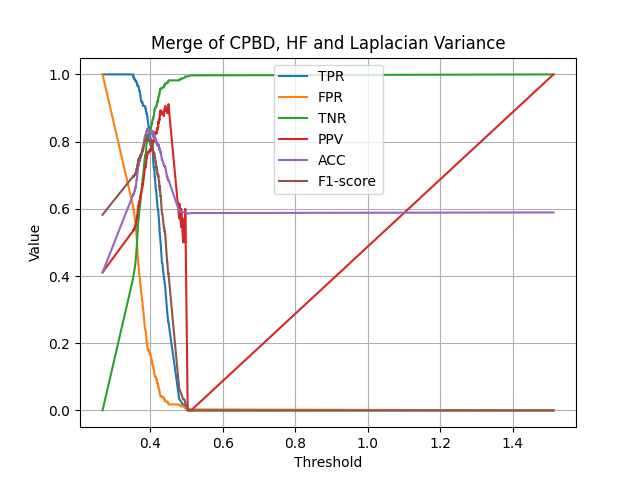 Merge of CPBD, HF and Laplacian Variance
TPR
FPR
TNR
PPV
ACC
F1-score
1.0
0.8
0.6
0.4
0.2
0.0
Value
0.4
0.6
0.8
1.0
1.2
1.4
Threshold